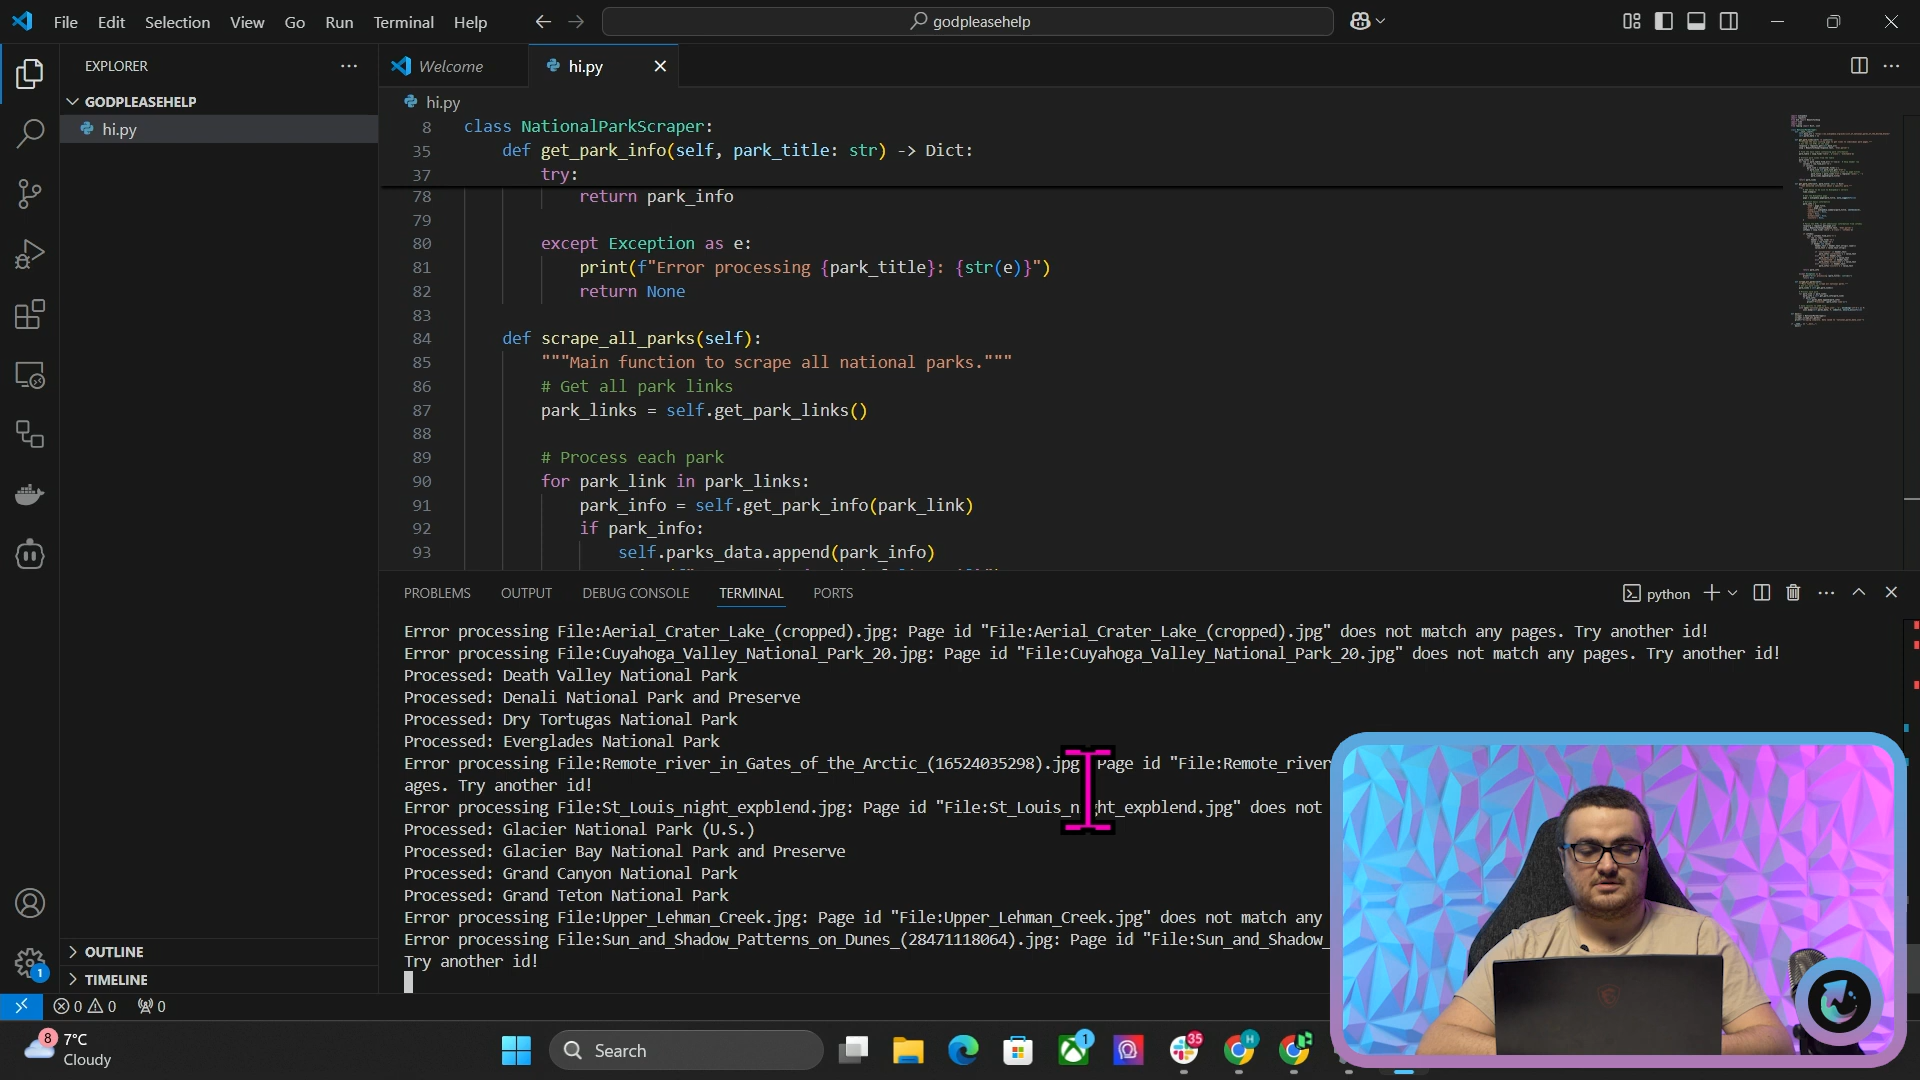 File Edit Selection View Go Run Terminal Help
godpleasehelp
EXPLORER
GODPLEASEHELP
hi.py
Welcome
hi.py
hi.py
8 class NationalParkScraper:
35 def get_park_info(self, park_title: str) -> Dict:
37 try:
78 return park_info
79
80 except Exception as e:
81 print(f"Error processing {park_title}: {str(e)}")
82 return None
83
84 def scrape_all_parks(self):
85 """Main function to scrape all national parks."""
86 # Get all park links
87 park_links = self.get_park_links()
88
89 # Process each park
90 for park_link in park_links:
91 park_info = self.get_park_info(park_link)
92 if park_info:
93 self.parks_data.append(park_info)
PROBLEMS OUTPUT DEBUG CONSOLE TERMINAL PORTS
python
Error processing File:Aerial_Crater_Lake_(cropped).jpg: Page id "File:Aerial_Crater_Lake_(cropped).jpg" does not match any pages. Try another id!
Error processing File:Cuyahoga_Valley_National_Park_20.jpg: Page id "File:Cuyahoga_Valley_National_Park_20.jpg" does not match any pages. Try another id!
Processed: Death Valley National Park
Processed: Denali National Park and Preserve
Processed: Dry Tortugas National Park
Processed: Everglades National Park
Error processing File:Remote_river_in_Gates_of_the_Arctic_(16524035298).jpg Page id "File:Remote_river
ages. Try another id!
Error processing File:St_Louis_night_expblend.jpg: Page id "File:St_Louis_night_expblend.jpg" does not
Processed: Glacier National Park (U.S.)
Processed: Glacier Bay National Park and Preserve
Processed: Grand Canyon National Park
Processed: Grand Teton National Park
Error processing File:Upper_Lehman_Creek.jpg: Page id "File:Upper_Lehman_Creek.jpg" does not match any
Error processing File:Sun_and_Shadow_Patterns_on_Dunes_(28471118064).jpg: Page id "File:Sun_and_Shadow_
Try another id!
OUTLINE
TIMELINE
1
0 0 0
8
7°C
Cloudy
Search
1
35
H